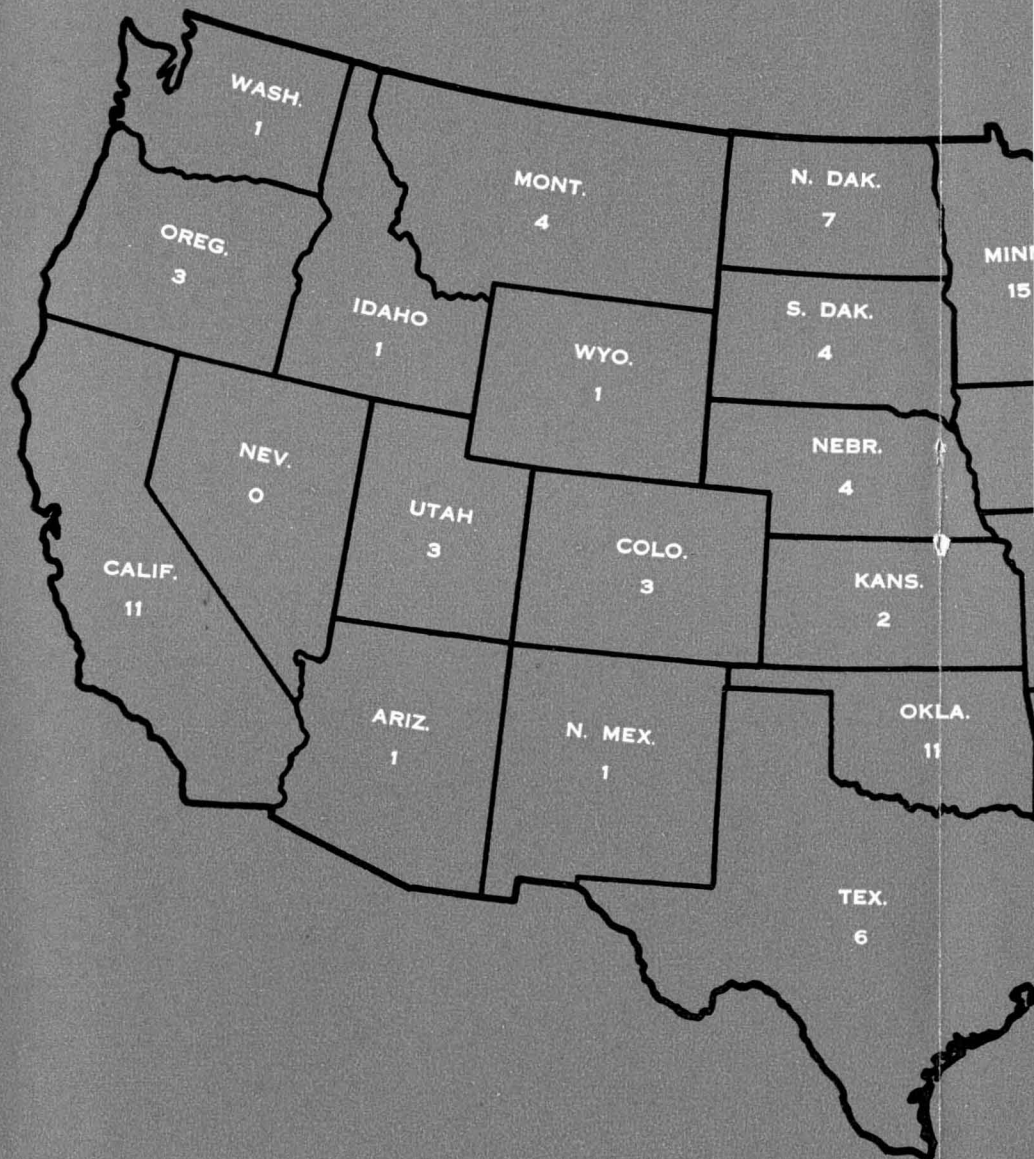 WASH.
1
MONT.
4
N. DAK.
7
OREG.
3
MIN
15
IDAHO
1
S. DAK.
4
WYO.
1
NEV.
0
NEBR.
4
UTAH
3
COLO.
3
CALIF.
11
KANS.
2
ARIZ.
1
N. MEX.
1
OKLA.
11
TEX.
6